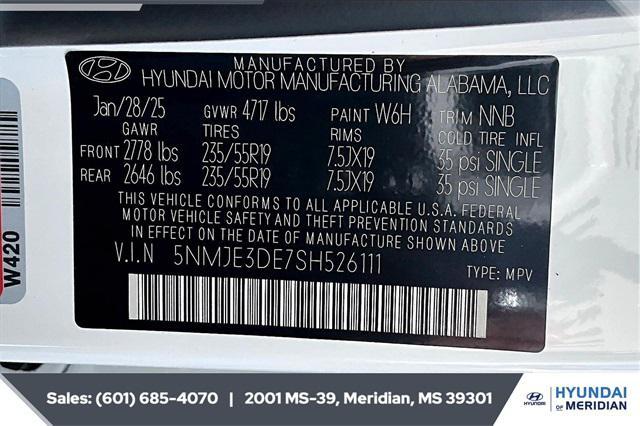 MANUFACTURED BY
HYUNDAI MOTOR MANUFACTURING ALABAMA, LLC
Jan/28/25 GVWR 4717 lbs PAINT W6H TRIM NNB
GAWR TIRES RIMS COLD TIRE INFL
FRONT 2778 lbs 235/55R19 7.5JX19 35 psi SINGLE
REAR 2646 lbs 235/55R19 7.5JX19 35 psi SINGLE
THIS VEHICLE CONFORMS TO ALL APPLICABLE U.S.A. FEDERAL
MOTOR VEHICLE SAFETY AND THEFT PREVENTION STANDARDS
IN EFFECT ON THE DATE OF MANUFACTURE SHOWN ABOVE.
V.I.N 5NMJE3DE7SH526111
TYPE: MPV
W420
Sales: (601) 685-4070 | 2001 MS-39, Meridian, MS 39301
HYUNDAI
HYUNDAI
OF MERIDIAN